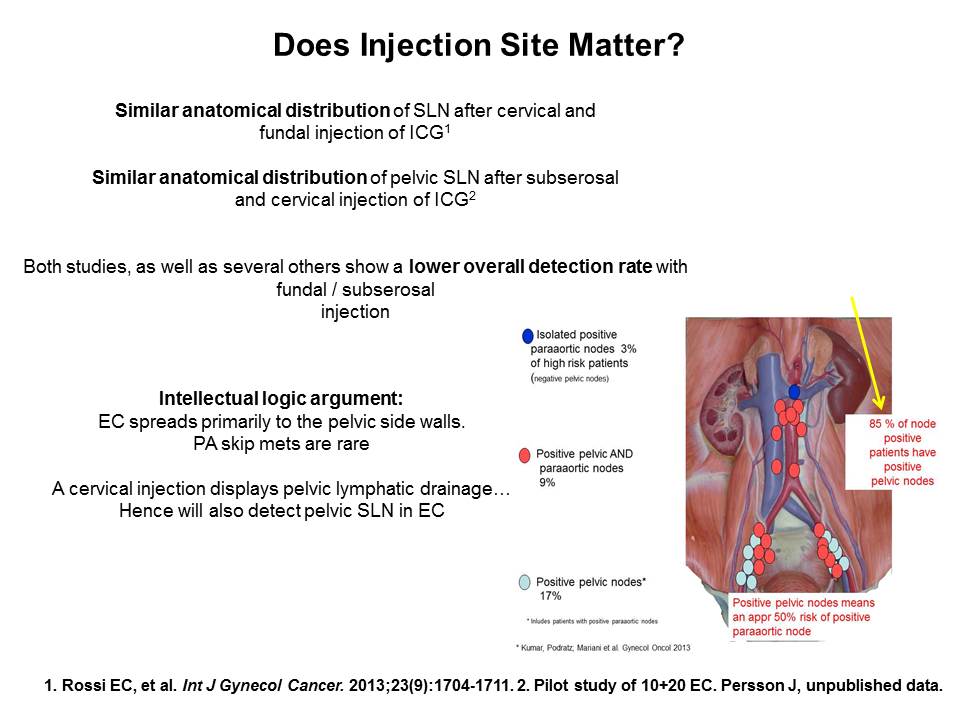 Does Injection Site Matter?
Similar anatomical distribution of SLN after cervical and
fundal injection of ICG1
Similar anatomical distribution of pelvic SLN after subserosal
and cervical injection of ICG2
Both studies, as well as several others show a lower overall detection rate with
fundal / subserosal
injection
Intellectual logic argument:
EC spreads primarily to the pelvic side walls.
PA skip mets are rare
A cervical injection displays pelvic lymphatic drainage…
Hence will also detect pelvic SLN in EC
Isolated positive
paraaortic nodes 3%
of high risk patients
(negative pelvic nodes)
Positive pelvic AND
paraaortic nodes
9%
Positive pelvic nodes*
17%
* Inludes patients with positive paraaortic nodes
* Kumar, Podratz, Mariani et al. Gynecol Oncol 2013
85 % of node
positive
patients have
positive
pelvic nodes
Positive pelvic nodes means
an appr 50% risk of positive
paraaortic node
1. Rossi EC, et al. Int J Gynecol Cancer. 2013;23(9):1704-1711. 2. Pilot study of 10+20 EC. Persson J, unpublished data.